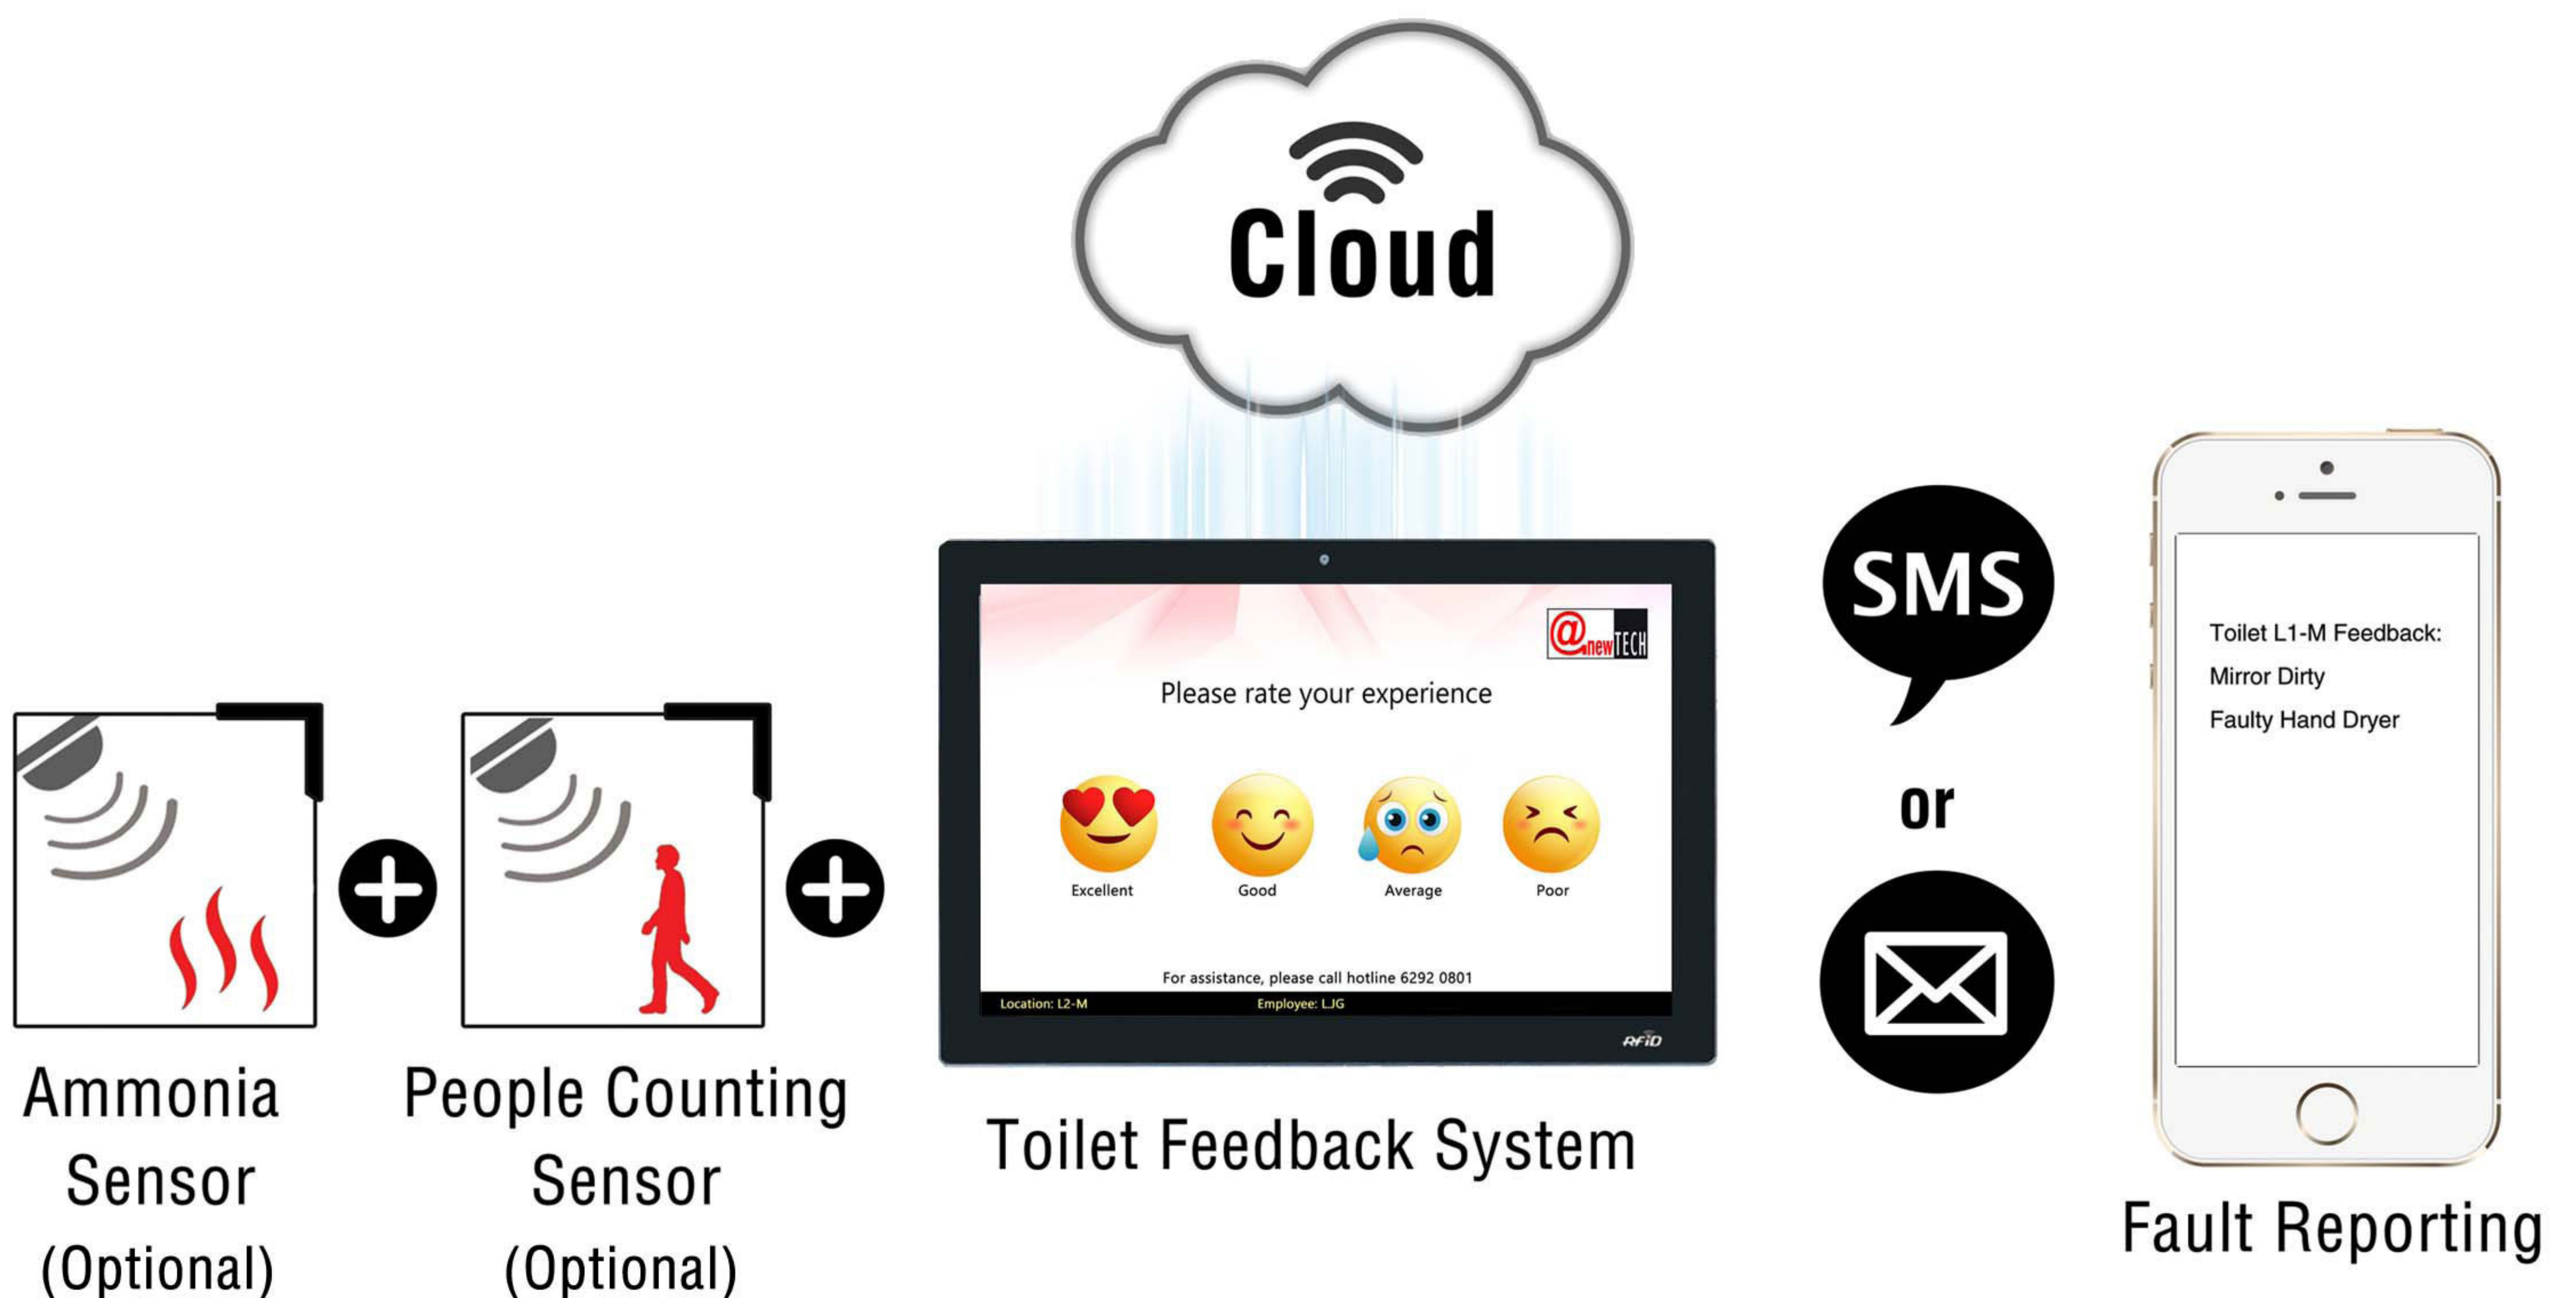 Cloud
@newTECH
Please rate your experience
Excellent
Good
Average
Poor
For assistance, please call hotline 6292 0801
Location: L2-M
Employee: LJG
RFiD
Toilet Feedback System
Ammonia
Sensor
(Optional)
People Counting
Sensor
(Optional)
SMS
or
Toilet L1-M Feedback:
Mirror Dirty
Faulty Hand Dryer
Fault Reporting